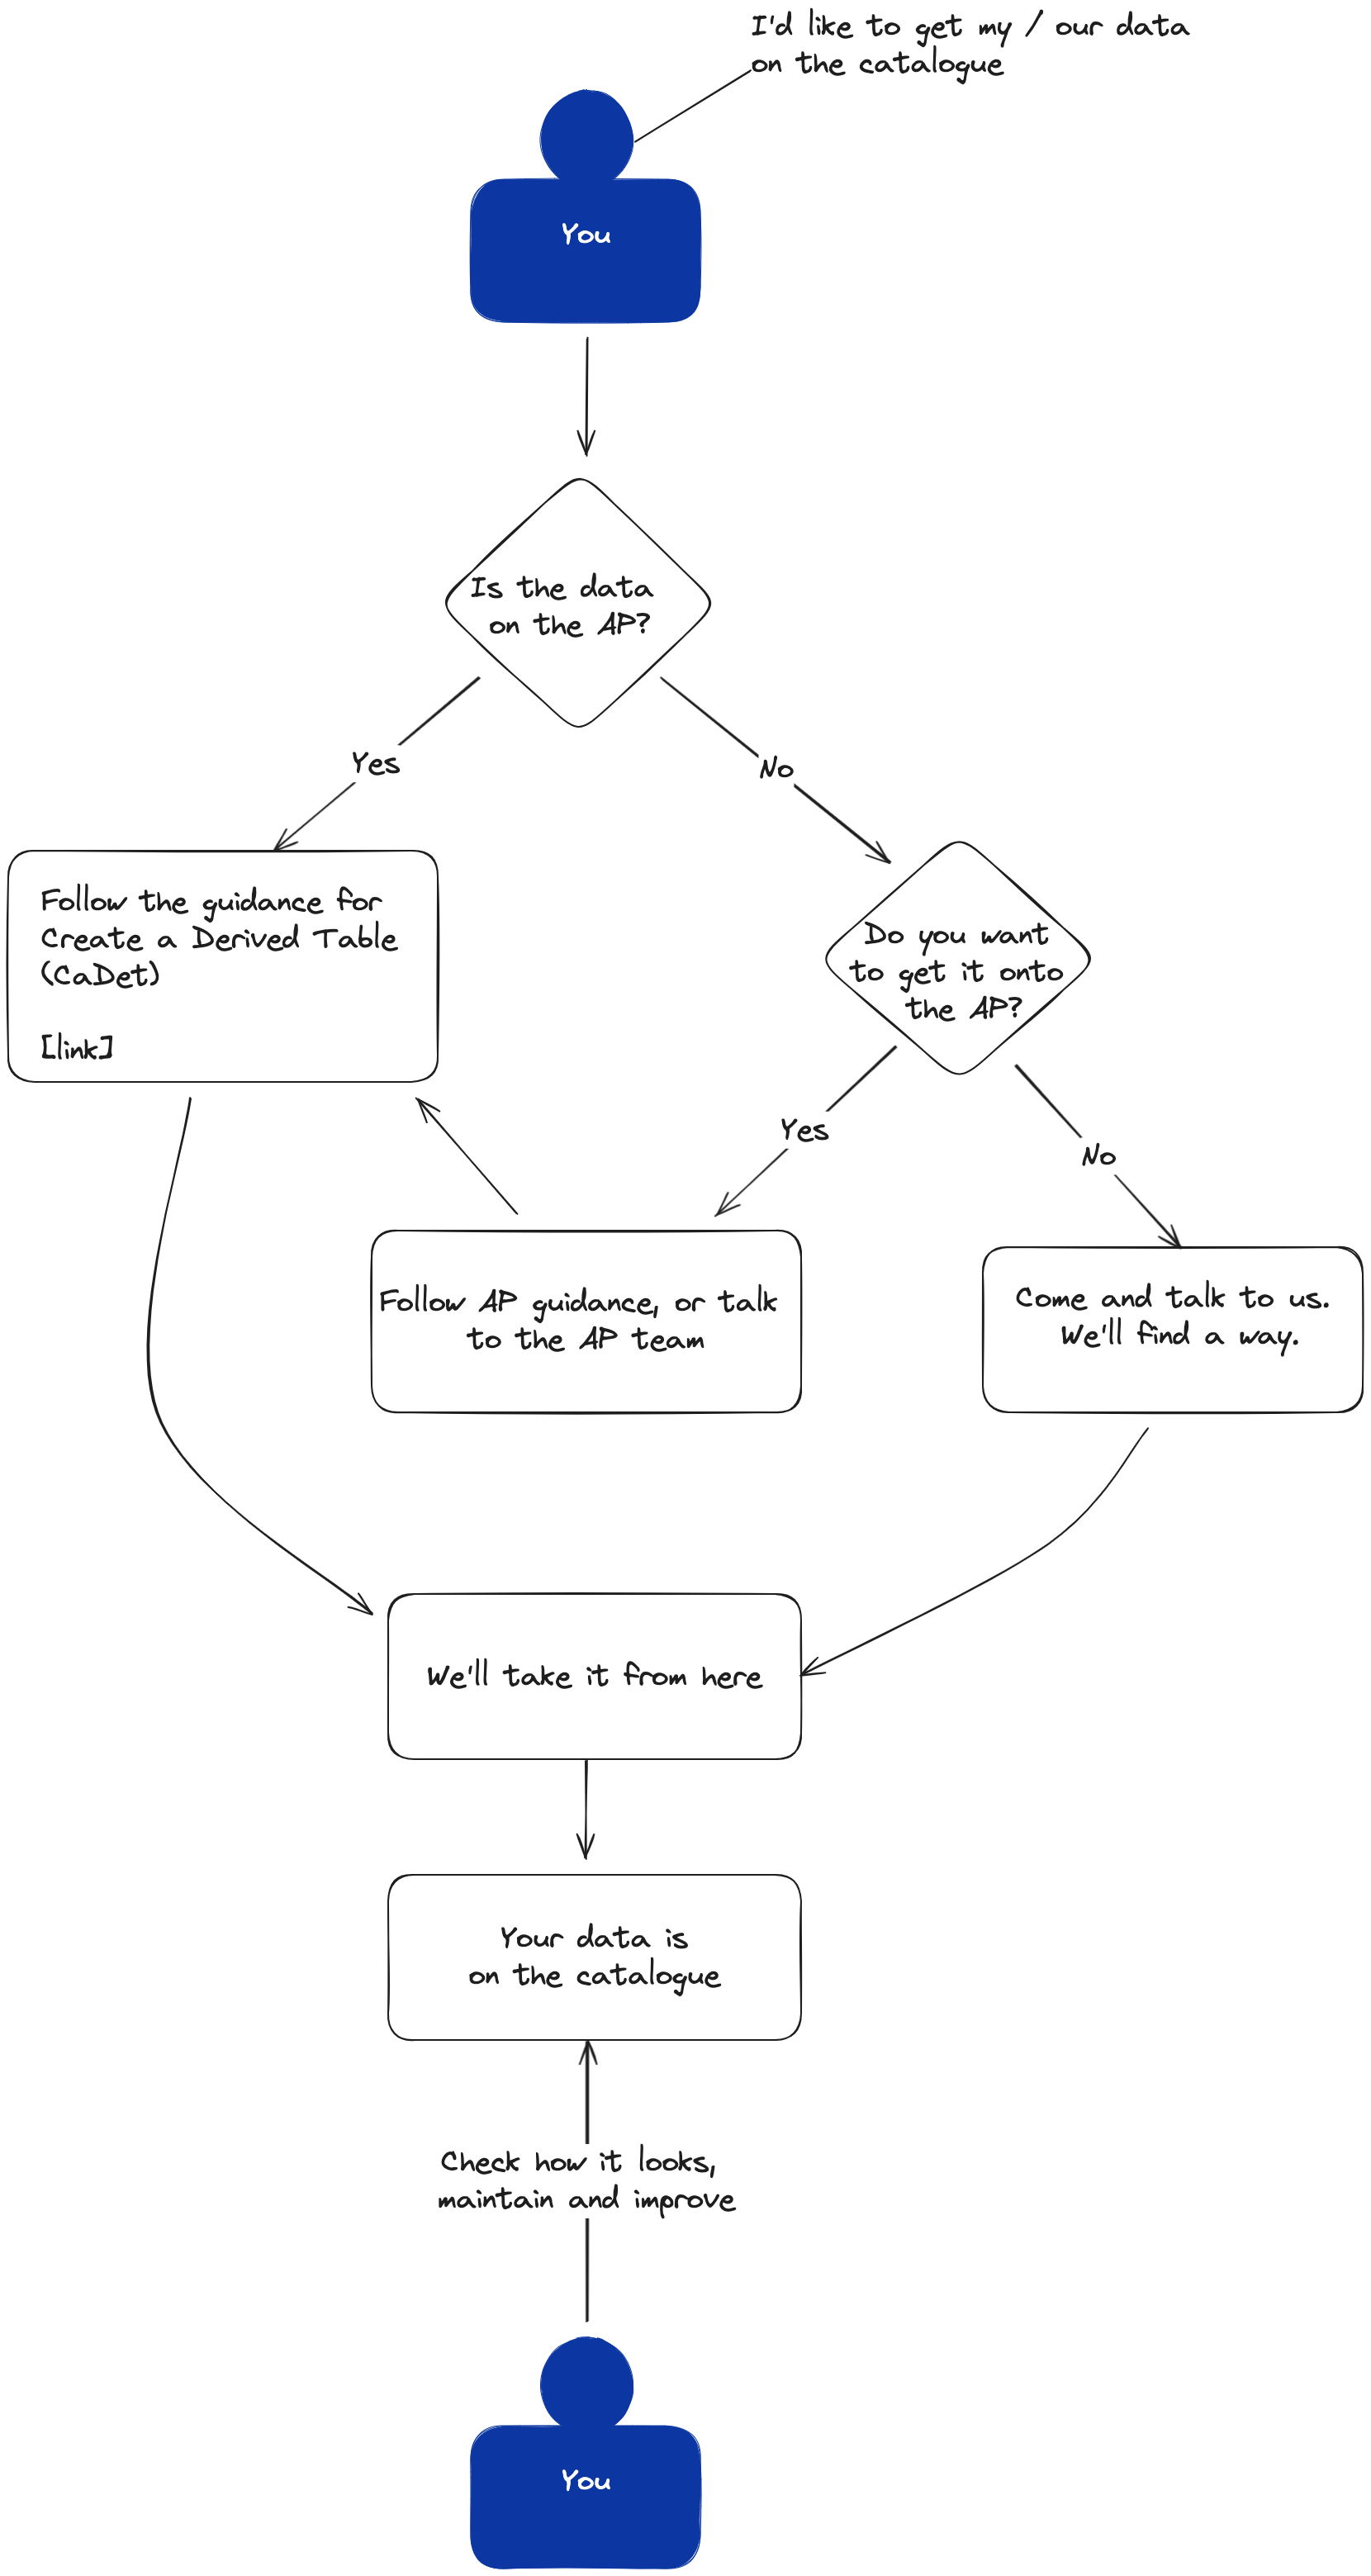 I'd like to get my / our data
on the catalogue
You
Is the data
on the AP?
Yes
No
Follow the guidance for
Create a Derived Table
(CaDet)
[link]
Do you want
to get it onto
the AP?
Yes
No
Follow AP guidance, or talk
to the AP team
Come and talk to us.
We'll find a way.
We'll take it from here
Your data is
on the catalogue
Check how it looks,
maintain and improve
You